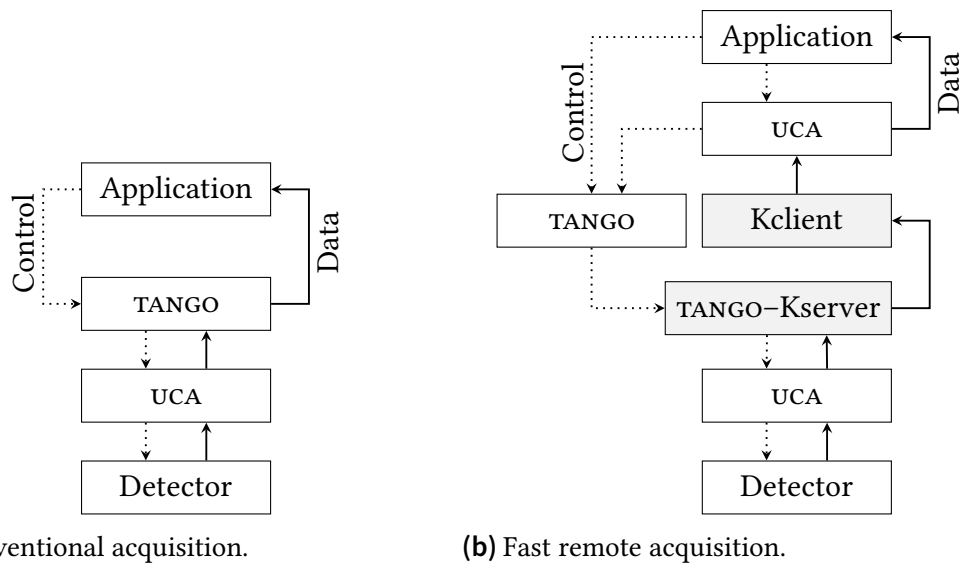 Application
Control
Data
TANGO
UCA
Detector
ventional acquisition.
Application
Control
Data
UCA
TANGO
Kclient
TANGO–Kserver
UCA
Detector
(b) Fast remote acquisition.